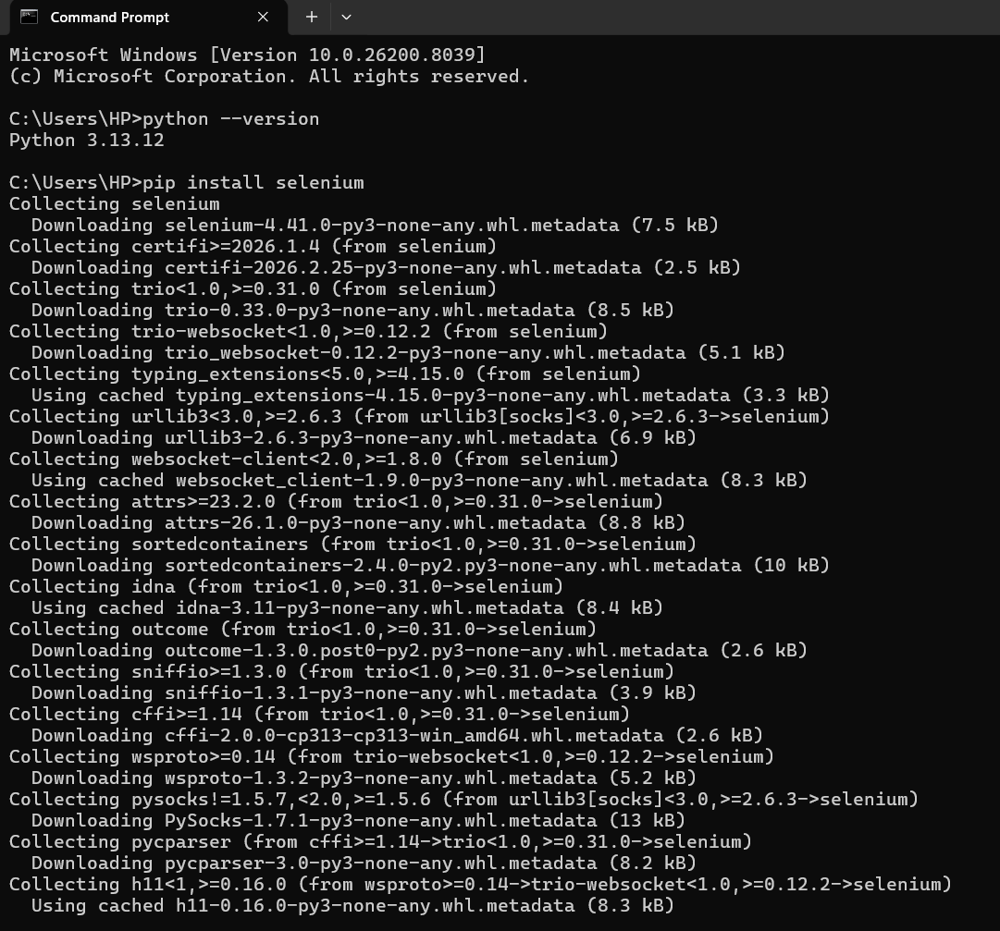 Command Prompt
Microsoft Windows [Version 10.0.26200.8039]
(c) Microsoft Corporation. All rights reserved.
C:\Users\HP>python --version
Python 3.13.12
C:\Users\HP>pip install selenium
Collecting selenium
  Downloading selenium-4.41.0-py3-none-any.whl.metadata (7.5 kB)
Collecting certifi>=2026.1.4 (from selenium)
  Downloading certifi-2026.2.25-py3-none-any.whl.metadata (2.5 kB)
Collecting trio<1.0,>=0.31.0 (from selenium)
  Downloading trio-0.33.0-py3-none-any.whl.metadata (8.5 kB)
Collecting trio-websocket<1.0,>=0.12.2 (from selenium)
  Downloading trio_websocket-0.12.2-py3-none-any.whl.metadata (5.1 kB)
Collecting typing_extensions<5.0,>=4.15.0 (from selenium)
  Using cached typing_extensions-4.15.0-py3-none-any.whl.metadata (3.3 kB)
Collecting urllib3<3.0,>=2.6.3 (from urllib3[socks]<3.0,>=2.6.3->selenium)
  Downloading urllib3-2.6.3-py3-none-any.whl.metadata (6.9 kB)
Collecting websocket-client<2.0,>=1.8.0 (from selenium)
  Using cached websocket_client-1.9.0-py3-none-any.whl.metadata (8.3 kB)
Collecting attrs>=23.2.0 (from trio<1.0,>=0.31.0->selenium)
  Downloading attrs-26.1.0-py3-none-any.whl.metadata (8.8 kB)
Collecting sortedcontainers (from trio<1.0,>=0.31.0->selenium)
  Downloading sortedcontainers-2.4.0-py2.py3-none-any.whl.metadata (10 kB)
Collecting idna (from trio<1.0,>=0.31.0->selenium)
  Using cached idna-3.11-py3-none-any.whl.metadata (8.4 kB)
Collecting outcome (from trio<1.0,>=0.31.0->selenium)
  Downloading outcome-1.3.0.post0-py2.py3-none-any.whl.metadata (2.6 kB)
Collecting sniffio>=1.3.0 (from trio<1.0,>=0.31.0->selenium)
  Downloading sniffio-1.3.1-py3-none-any.whl.metadata (3.9 kB)
Collecting cffi>=1.14 (from trio<1.0,>=0.31.0->selenium)
  Downloading cffi-2.0.0-cp313-cp313-win_amd64.whl.metadata (2.6 kB)
Collecting wsproto>=0.14 (from trio-websocket<1.0,>=0.12.2->selenium)
  Downloading wsproto-1.3.2-py3-none-any.whl.metadata (5.2 kB)
Collecting pysocks!=1.5.7,<2.0,>=1.5.6 (from urllib3[socks]<3.0,>=2.6.3->selenium)
  Downloading PySocks-1.7.1-py3-none-any.whl.metadata (13 kB)
Collecting pycparser (from cffi>=1.14->trio<1.0,>=0.31.0->selenium)
  Downloading pycparser-3.0-py3-none-any.whl.metadata (8.2 kB)
Collecting h11<1,>=0.16.0 (from wsproto>=0.14->trio-websocket<1.0,>=0.12.2->selenium)
  Using cached h11-0.16.0-py3-none-any.whl.metadata (8.3 kB)